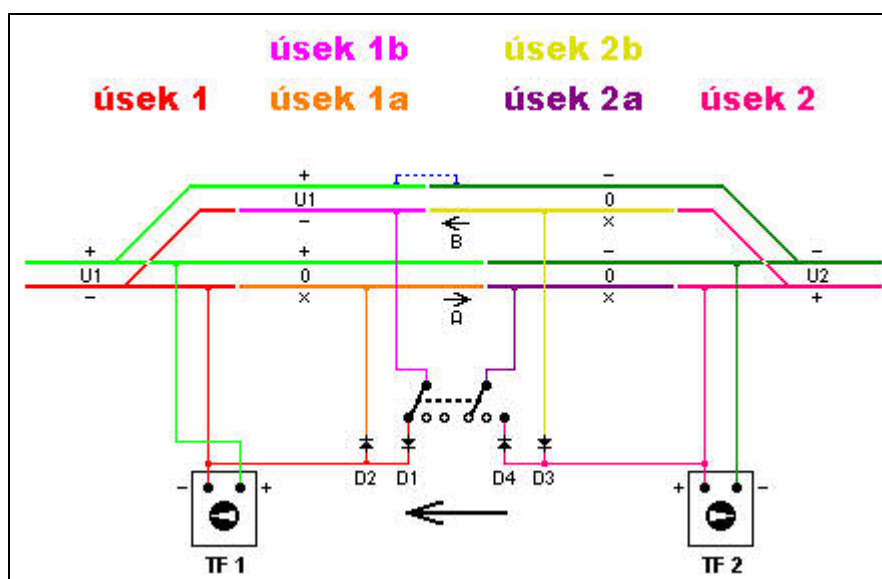 úsek 1b úsek 2b
úsek 1 úsek 1a úsek 2a úsek 2
+ −
U1 0
− ← ×
B
+ + − −
U1 0 0 U2
− × → × +
A
D2 D1 D4 D3
− + + −
TF 1 TF 2